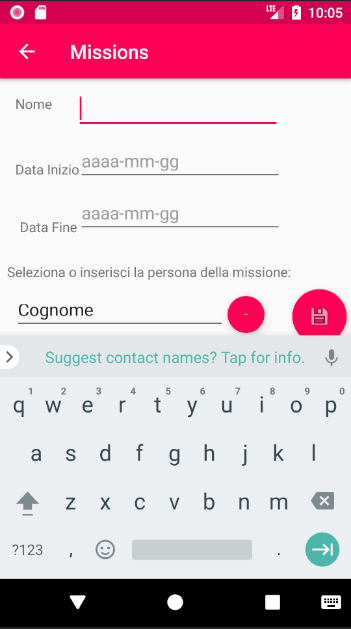 LTE 10:05
Missions
Nome
Data Inizio aaaa-mm-gg
Data Fine aaaa-mm-gg
Seleziona o inserisci la persona della missione:
Cognome -
Suggest contact names? Tap for info.
q1 w2 e3 r4 t5 y6 u7 i8 o9 p0
a s d f g h j k l
z x c v b n m
?123 , .